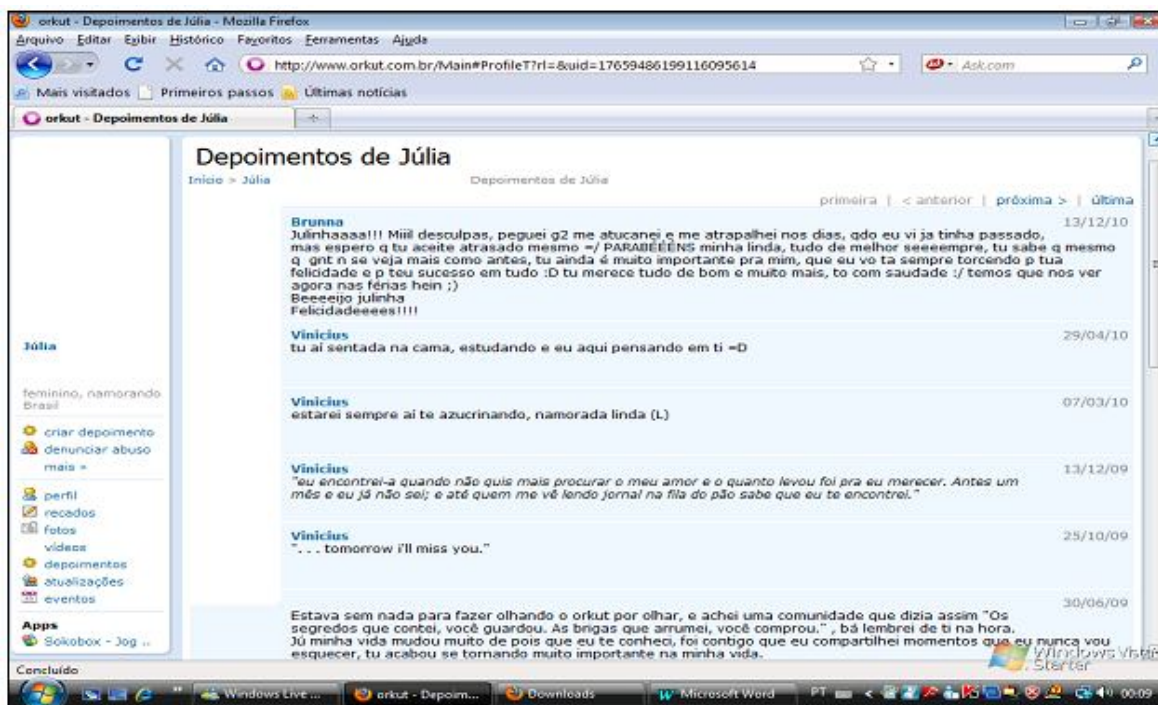 orkut - Depoimentos de Júlia - Mozilla Firefox
Arquivo Editar Exibir Histórico Favoritos Ferramentas Ajuda
http://www.orkut.com.br/Main#ProfileT?rl=&uid=17659486199116095614
Ask.com
Mais visitados Primeiros passos Últimas notícias
orkut - Depoimentos de Júlia
Depoimentos de Júlia
Início > Júlia Depoimentos de Júlia
primeira | < anterior | próxima > | última
Brunna 13/12/10
Julinhaaaa!!! Miiil desculpas, peguei g2 me atucanei e me atrapalhei nos dias, qdo eu vi ja tinha passado,
mas espero q tu aceite atrasado mesmo =/ PARABÉÉÉNS minha linda, tudo de melhor seeeempre, tu sabe q mesmo
q gnt n se veja mais como antes, tu ainda é muito importante pra mim, que eu vo ta sempre torcendo p tua
felicidade e p teu sucesso em tudo :D tu merece tudo de bom e muito mais, to com saudade :/ temos que nos ver
agora nas férias hein ;)
Beeeeijo julinha
Felicidadeeees!!!!
Vinicius 29/04/10
tu aí sentada na cama, estudando e eu aqui pensando em ti =D
Vinicius 07/03/10
estarei sempre aí te azucrinando, namorada linda (L)
Vinicius 13/12/09
"eu encontrei-a quando não quis mais procurar o meu amor e o quanto levou foi pra eu merecer. Antes um
mês e eu já não sei; e até quem me vê lendo jornal na fila do pão sabe que eu te encontrei."
Vinicius 25/10/09
". . . tomorrow i'll miss you."
30/06/09
Estava sem nada para fazer olhando o orkut por olhar, e achei uma comunidade que dizia assim "Os
segredos que contei, você guardou. As brigas que arrumei, você comprou." , bá lembrei de ti na hora.
Jú minha vida mudou muito de pois que eu te conheci, foi contigo que eu compartilhei momentos que eu nunca vou
esquecer, tu acabou se tornando muito importante na minha vida.
Júlia
feminino, namorando
Brasil
criar depoimento
denunciar abuso
mais »
perfil
recados
fotos
vídeos
depoimentos
atualizações
eventos
Apps
Sokobox - Jog ..
Windows Vista
Starter
Concluído
Windows Live ... orkut - Depoim... Downloads Microsoft Word PT 00:09